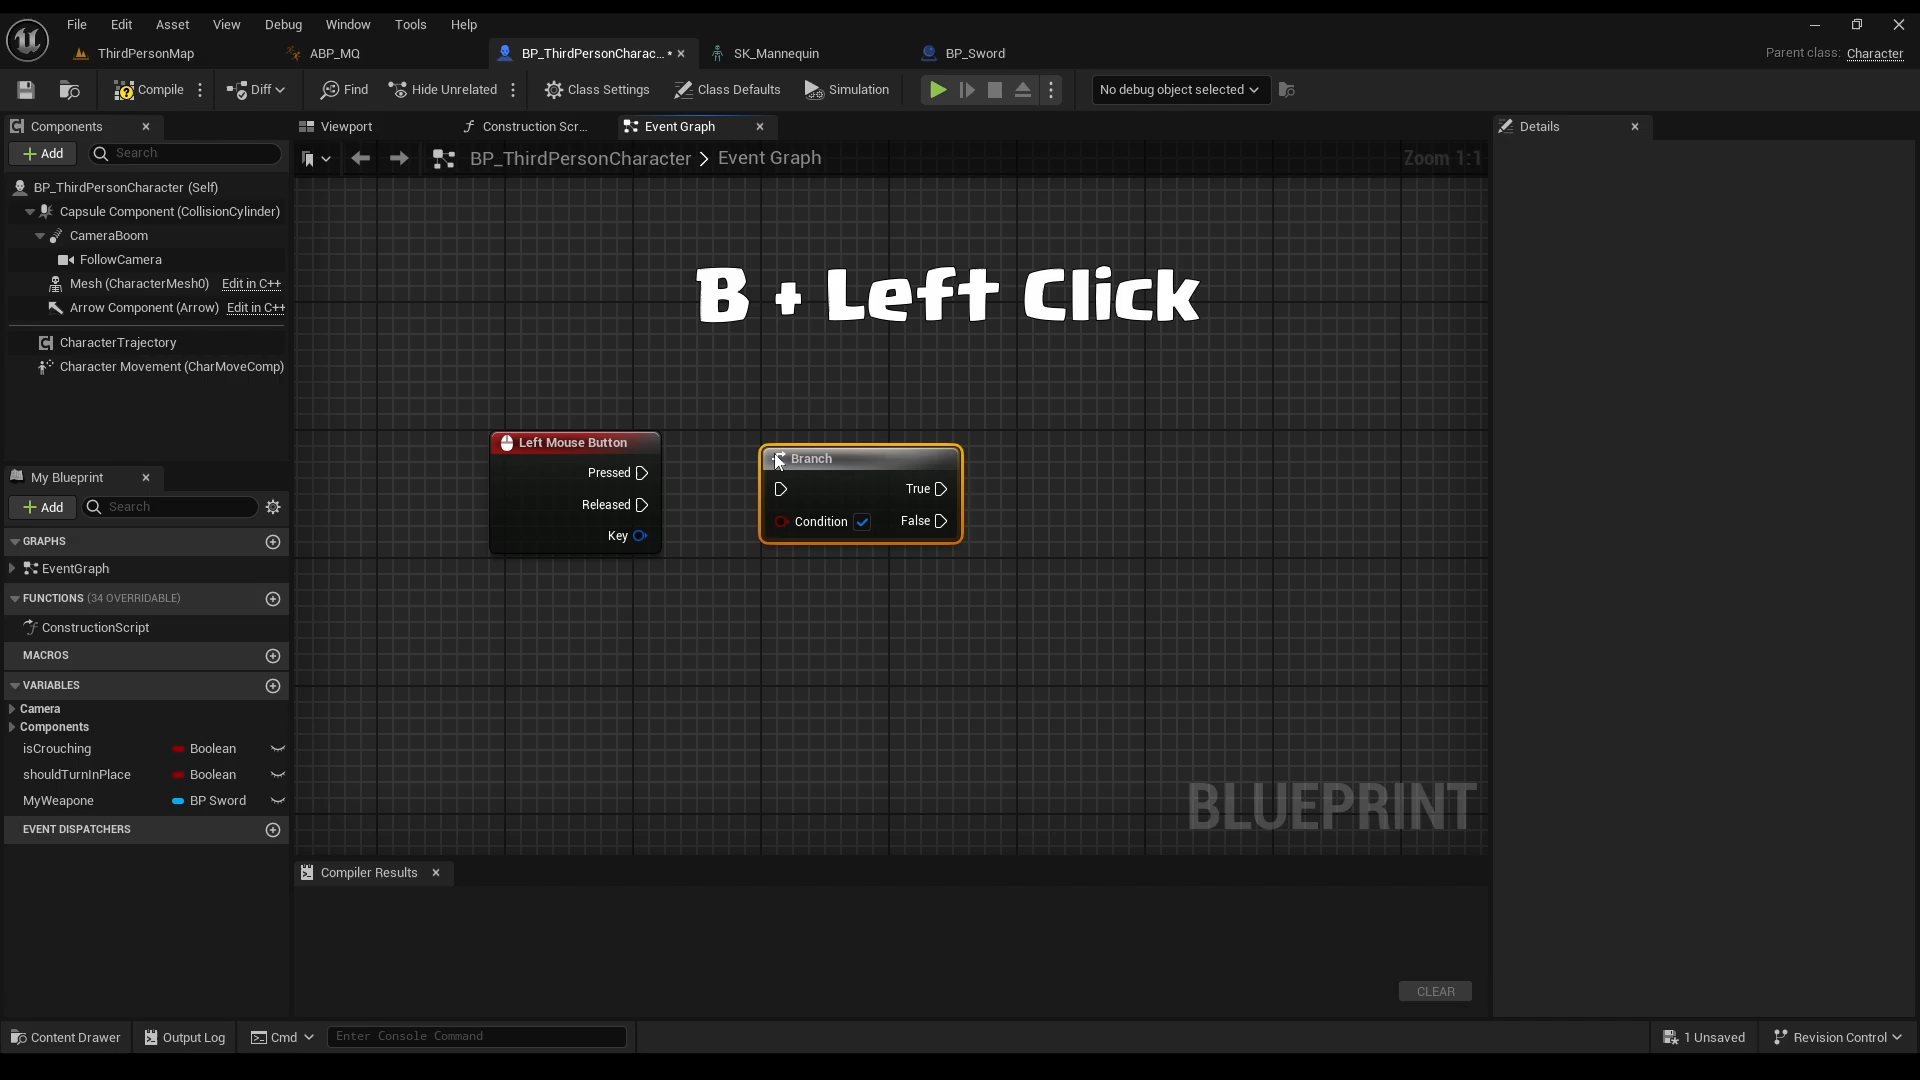 File Edit Asset View Debug Window Tools Help
ThirdPersonMap ABP_MQ BP_ThirdPersonCharac... • SK_Mannequin BP_Sword Parent class: Character
Compile Diff Find Hide Unrelated Class Settings Class Defaults Simulation No debug object selected
Components Viewport Construction Scr... Event Graph Details
Add Search BP_ThirdPersonCharacter > Event Graph Zoom 1:1
BP_ThirdPersonCharacter (Self)
Capsule Component (CollisionCylinder)
CameraBoom
FollowCamera
Mesh (CharacterMesh0) Edit in C++
Arrow Component (Arrow) Edit in C++
CharacterTrajectory
Character Movement (CharMoveComp)
B + Left Click
Left Mouse Button
Pressed
Released
Key
Branch
True
Condition False
My Blueprint
Add Search
GRAPHS
EventGraph
FUNCTIONS (34 OVERRIDABLE)
ConstructionScript
MACROS
VARIABLES
Camera
Components
isCrouching Boolean
shouldTurnInPlace Boolean
MyWeapone BP Sword
EVENT DISPATCHERS
BLUEPRINT
Compiler Results
CLEAR
Content Drawer Output Log Cmd Enter Console Command 1 Unsaved Revision Control